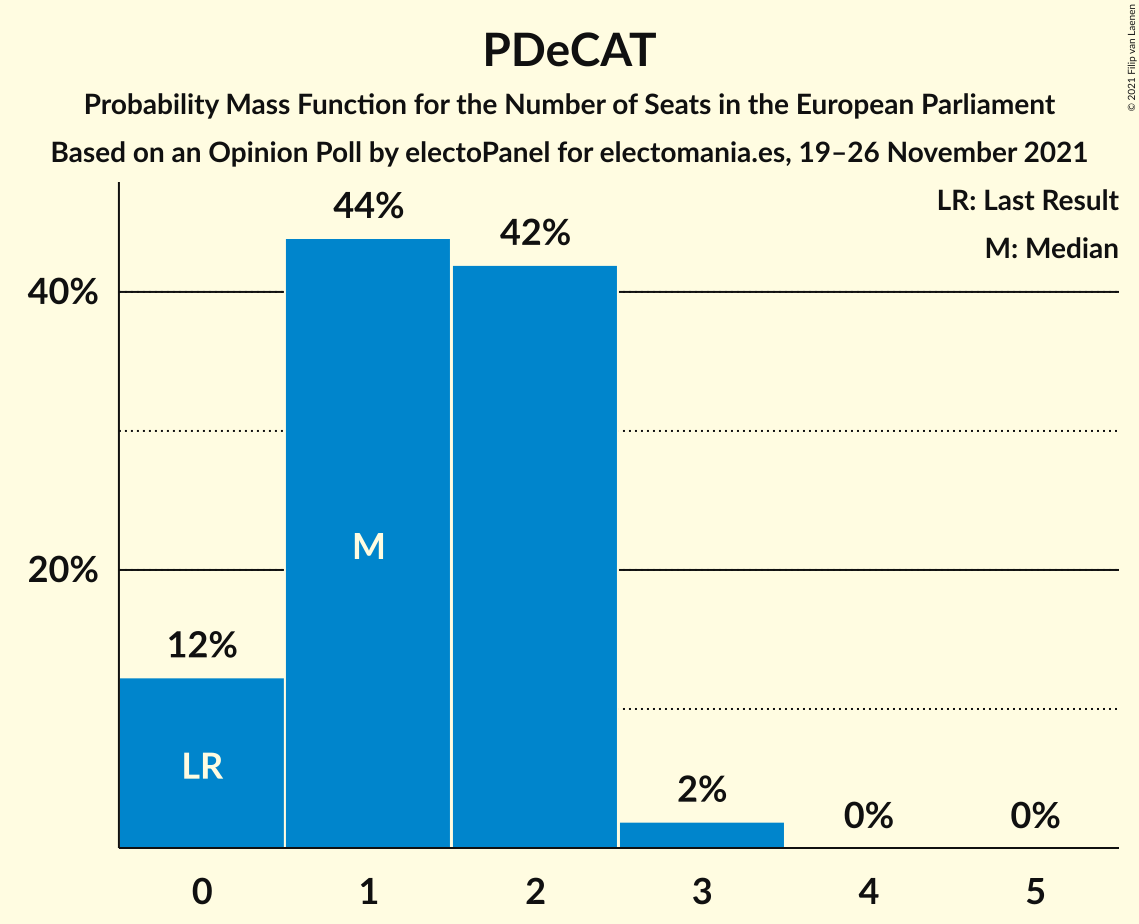 PDeCAT
Probability Mass Function for the Number of Seats in the European Parliament
Based on an Opinion Poll by electoPanel for electomania.es, 19–26 November 2021
© 2021 Filip van Laenen
LR: Last Result
M: Median
44%
42%
40%
M
20%
12%
LR
2%
0%
0%
0 1 2 3 4 5